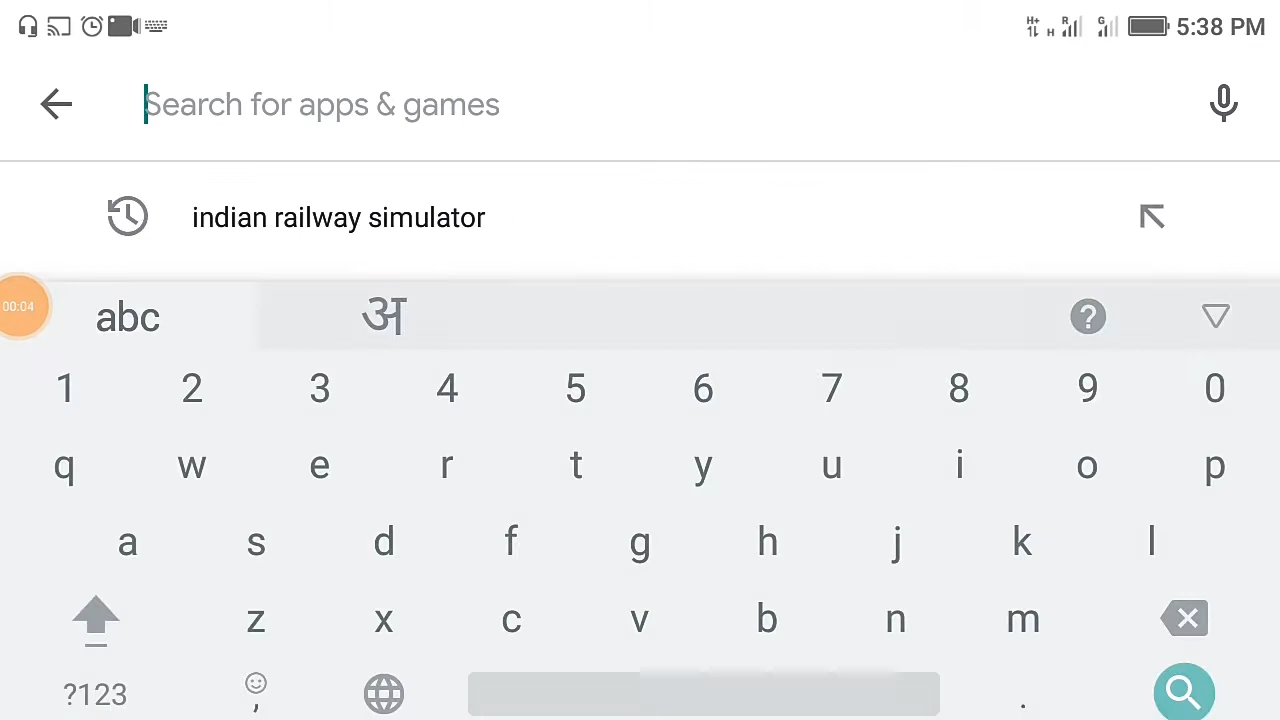 H+ H R G 5:38 PM
Search for apps & games
indian railway simulator
00:04
abc अ ?
1 2 3 4 5 6 7 8 9 0
q w e r t y u i o p
a s d f g h j k l
z x c v b n m
?123 , .